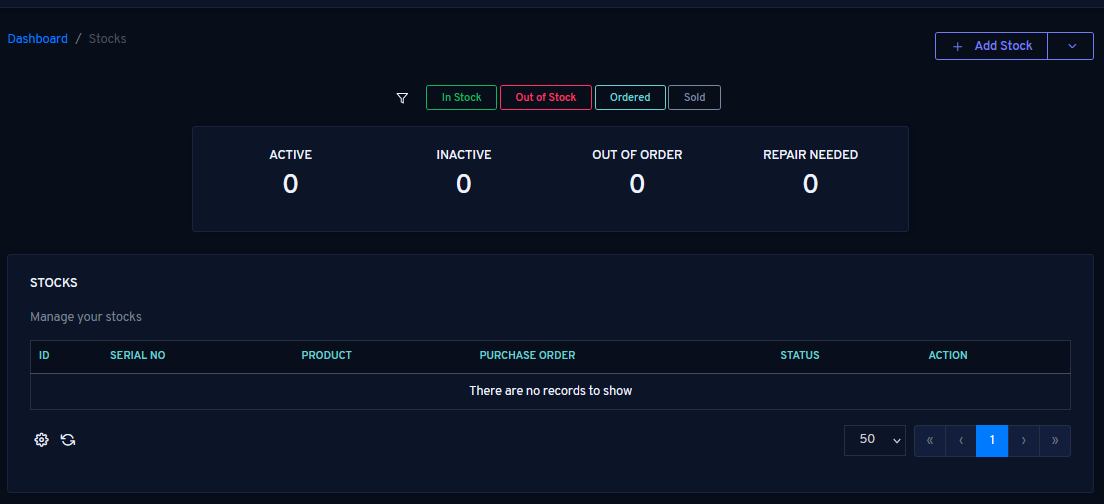 Dashboard / Stocks
+ Add Stock
In Stock Out of Stock Ordered Sold
ACTIVE INACTIVE OUT OF ORDER REPAIR NEEDED
0 0 0 0
STOCKS
Manage your stocks
ID SERIAL NO PRODUCT PURCHASE ORDER STATUS ACTION
There are no records to show
50 « ‹ 1 › »